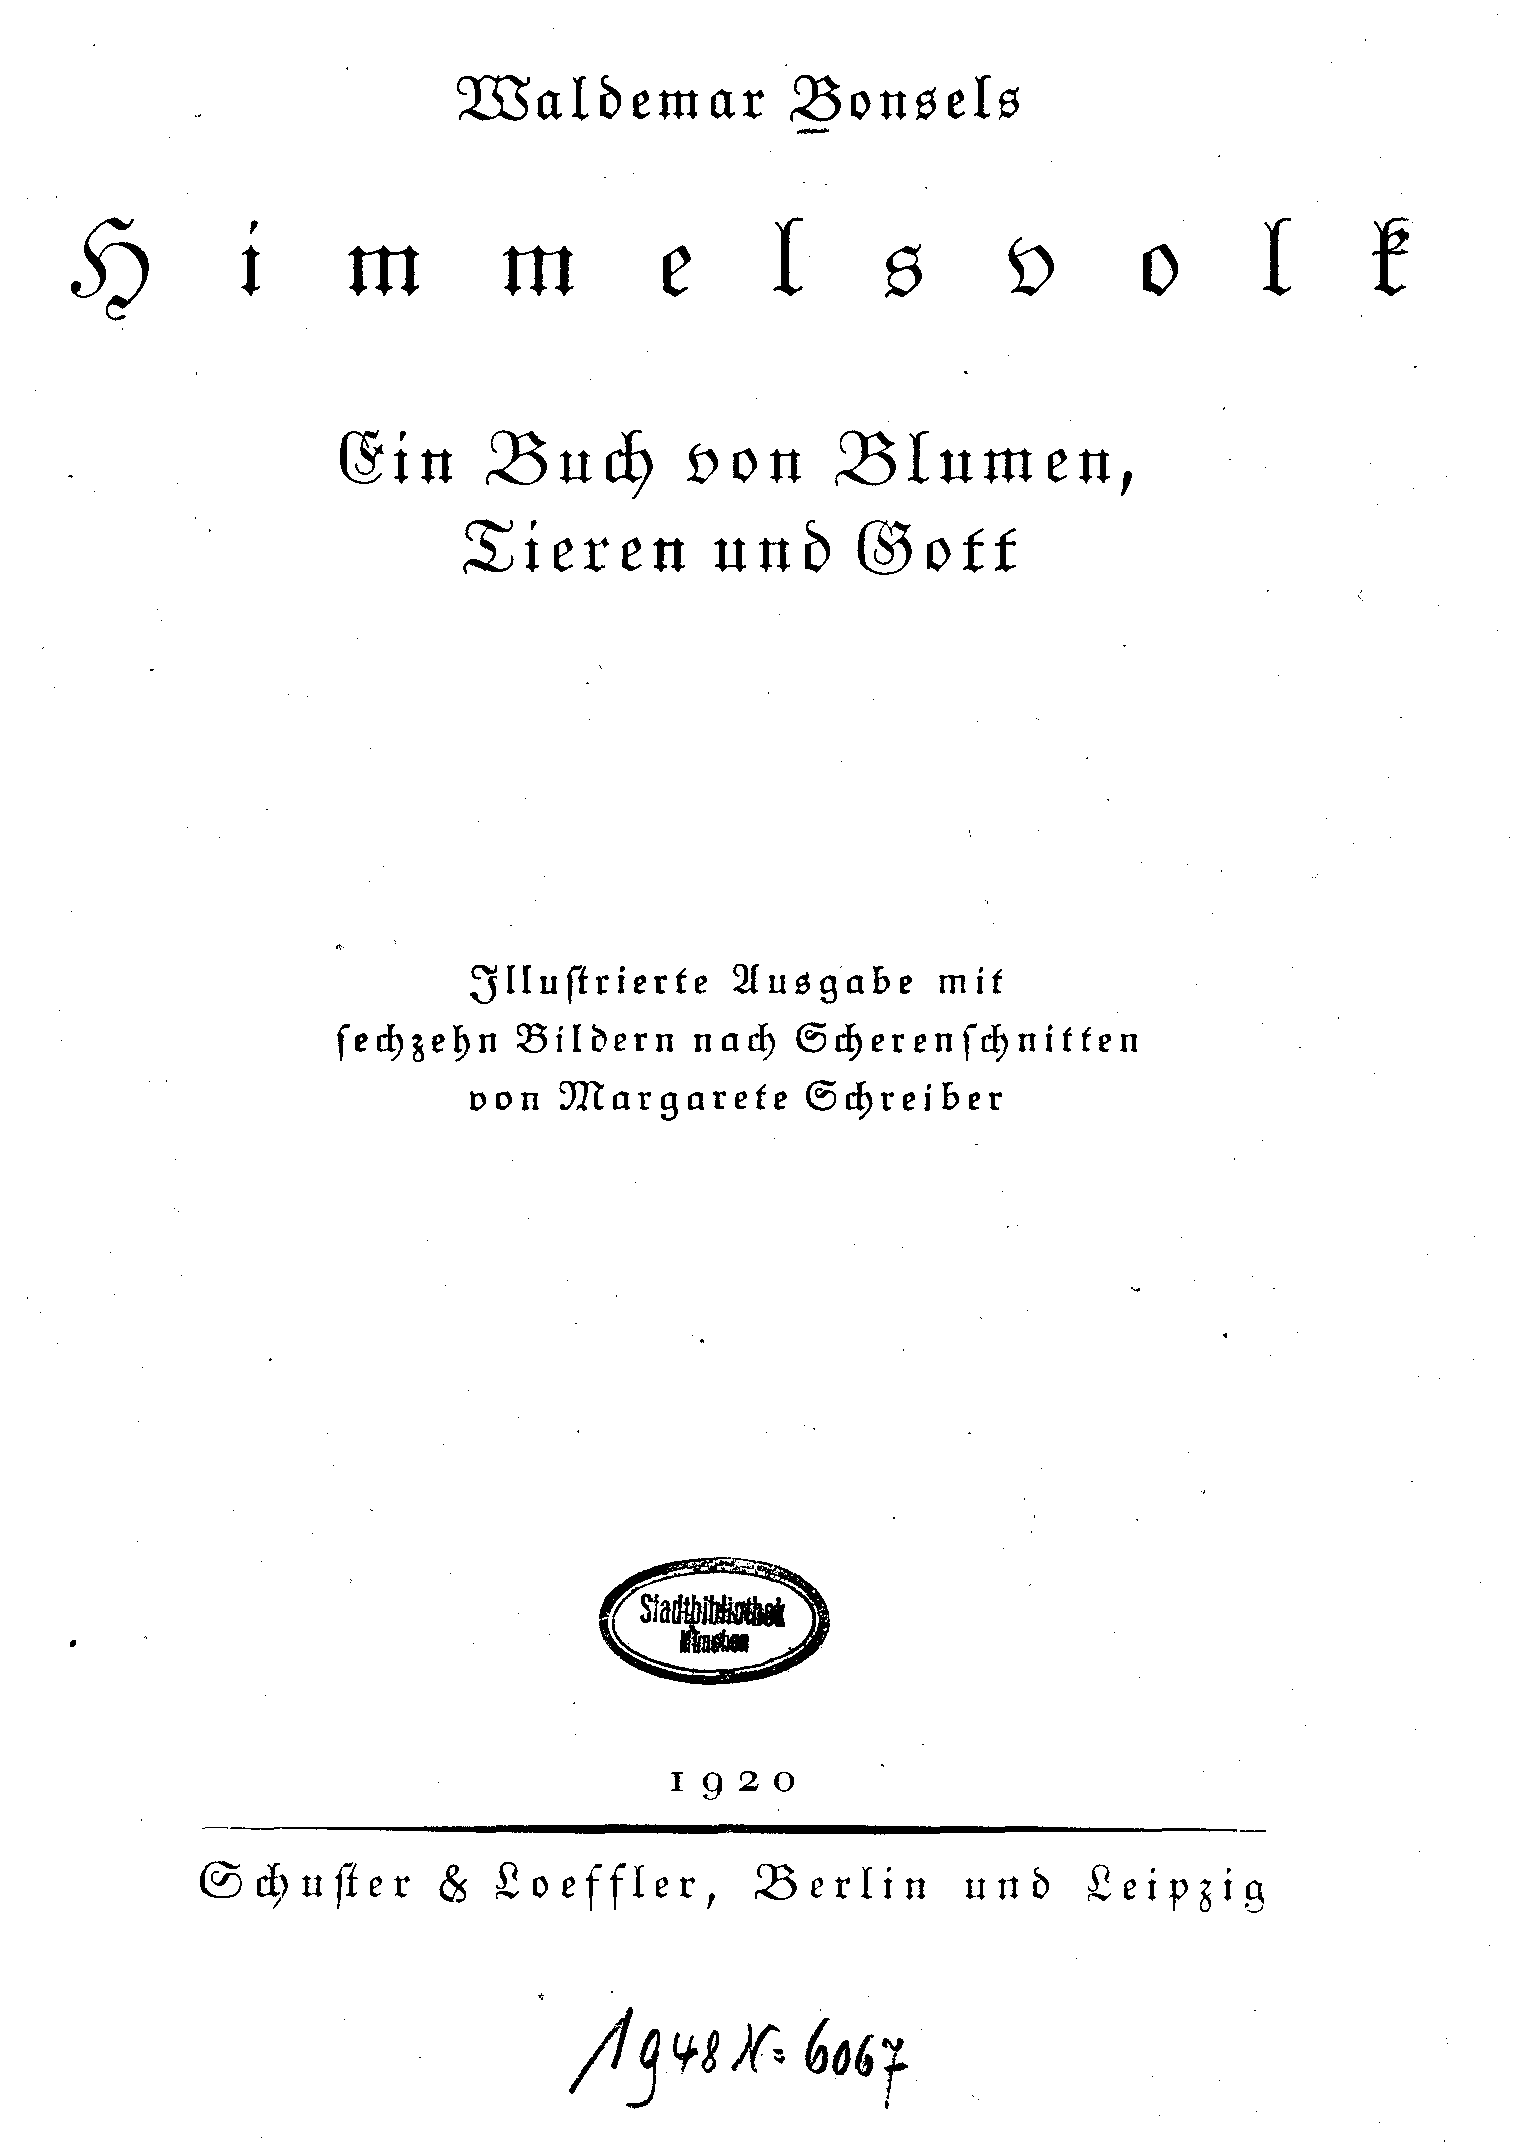 Waldemar Bonsels
Himmelsvolk
Ein Buch von Blumen,
Tieren und Gott
Illustrierte Ausgabe mit
sechzehn Bildern nach Scherenschnitten
von Margarete Schreiber
Stadtbibliothek
München
1920
Schuster & Loeffler, Berlin und Leipzig
1948 N= 6067